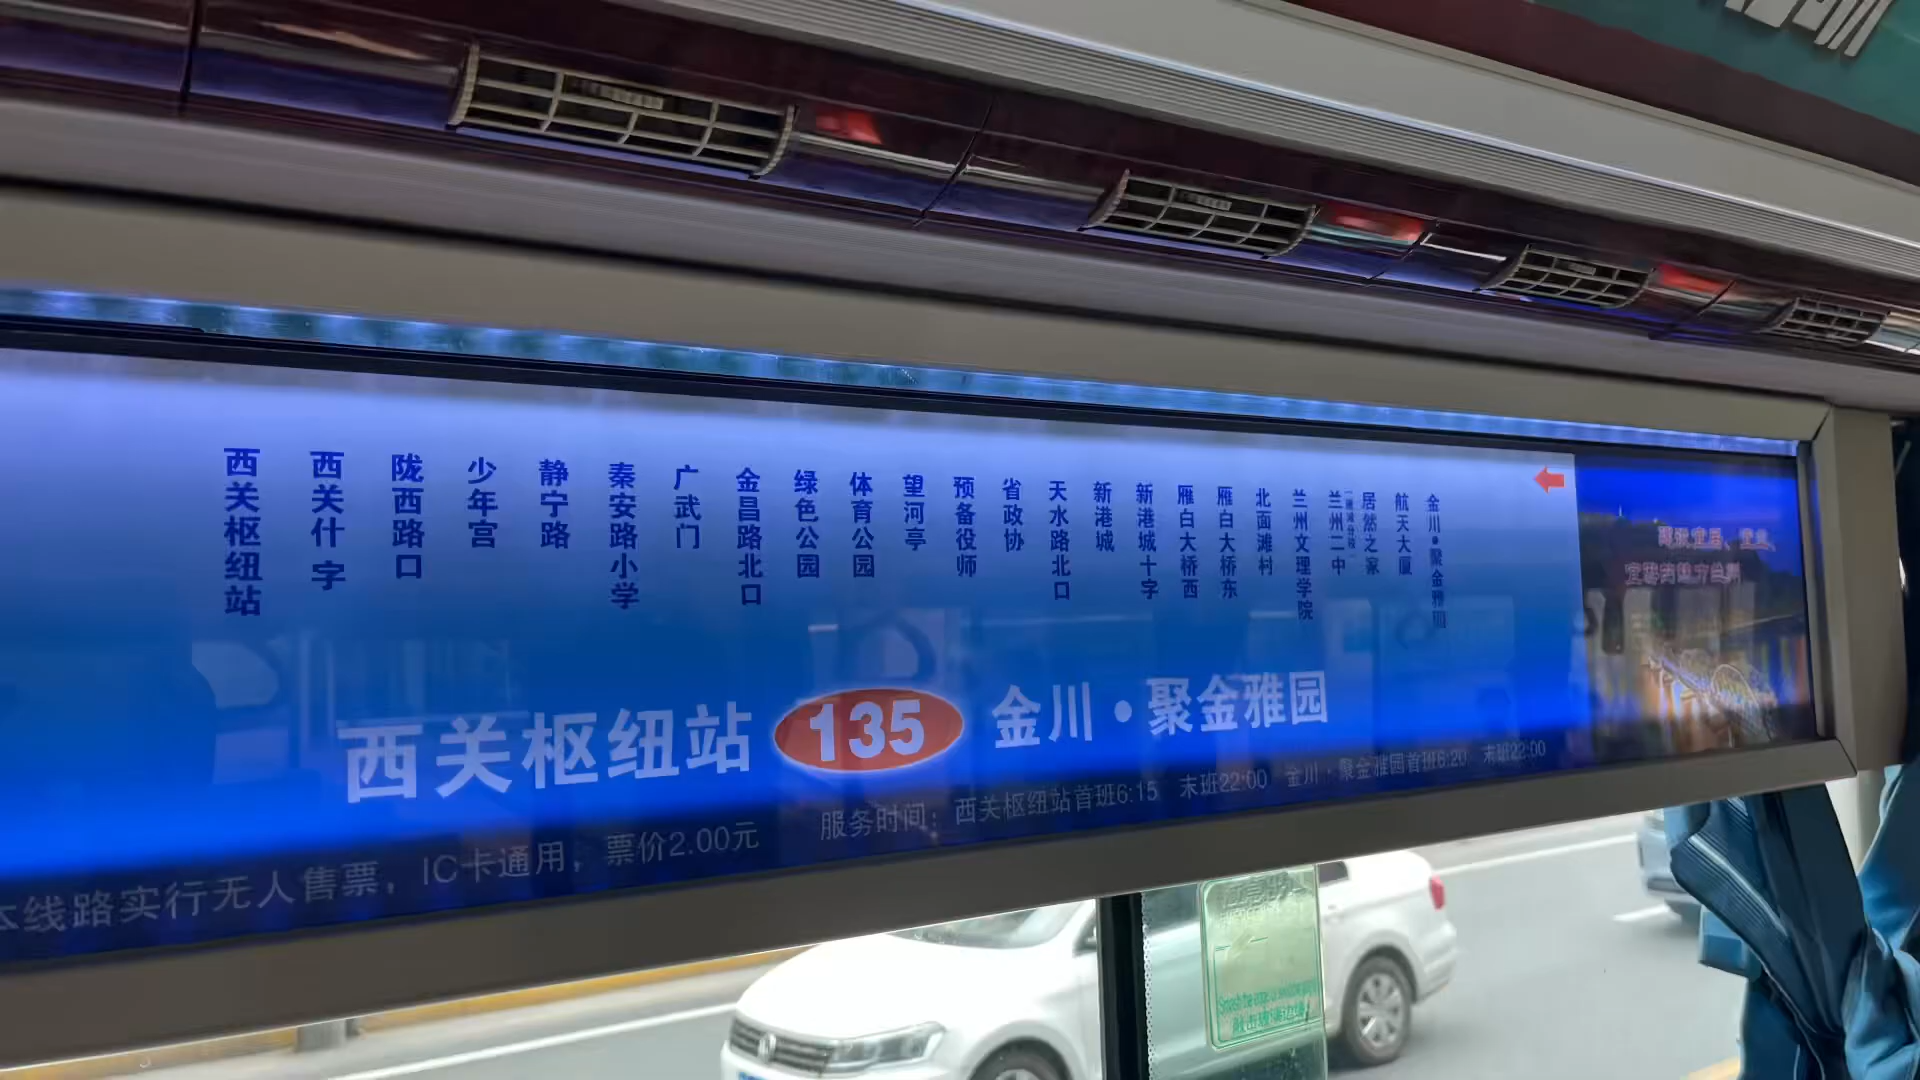 西关枢纽站
西关什字
陇西路口
少年宫
静宁路
秦安路小学
广武门
金昌路北口
绿色公园
体育公园
望河亭
预备役师
省政协
天水路北口
新港城
新港城十字
雁白大桥西
雁白大桥东
北面滩村
兰州文理学院
兰州二中
居然之家
航天大厦
金川·聚金雅园
西关枢纽站 135 金川·聚金雅园
本线路实行无人售票，IC卡通用，票价2.00元 服务时间：西关枢纽站首班6:15 末班22:00 金川·聚金雅园首班6:20 末班22:00